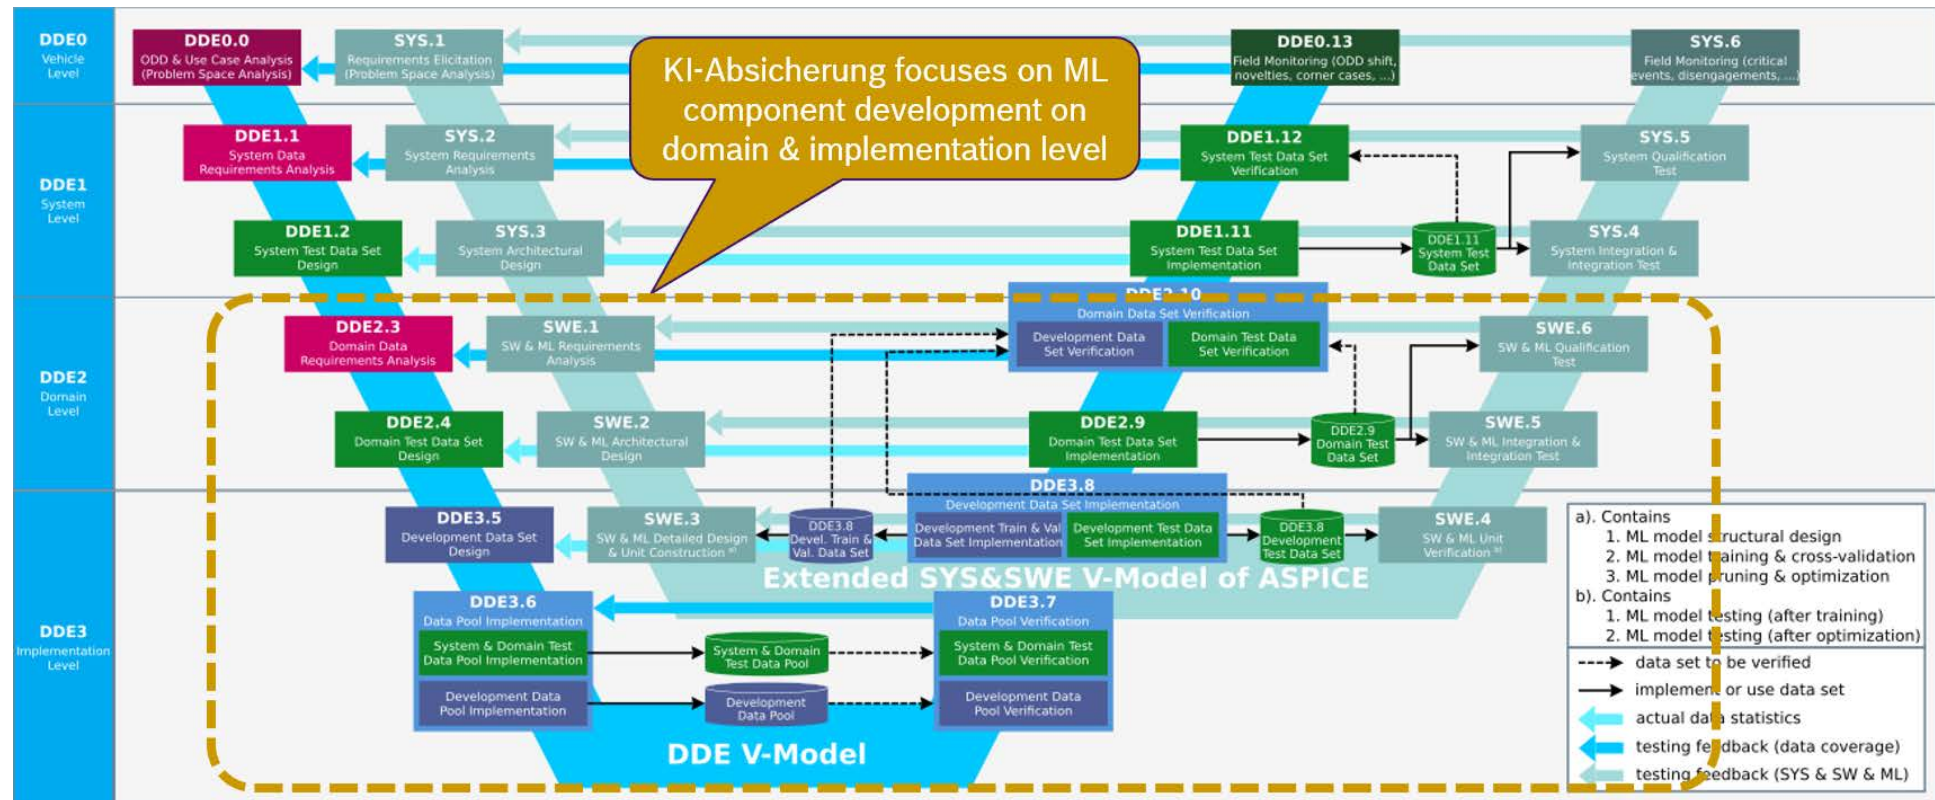 DDE0
Vehicle
Level
DDE0.0
ODD & Use Case Analysis
(Problem Space Analysis)
SYS.1
Requirements Elicitation
(Problem Space Analysis)
KI-Absicherung focuses on ML
component development on
domain & implementation level
DDE0.13
Field Monitoring (ODD shift,
novelties, corner cases, ...)
SYS.6
Field Monitoring (critical
events, disengagements, ...)
DDE1
System
Level
DDE1.1
System Data
Requirements Analysis
SYS.2
System Requirements
Analysis
DDE1.12
System Test Data Set
Verification
SYS.5
System Qualification
Test
DDE1.2
System Test Data Set
Design
SYS.3
System Architectural
Design
DDE1.11
System Test Data Set
Implementation
DDE1.11
System Test
Data Set
SYS.4
System Integration &
Integration Test
DDE2
Domain
Level
DDE2.3
Domain Data
Requirements Analysis
SWE.1
SW & ML Requirements
Analysis
DDE2.10
Domain Data Set Verification
Development Data
Set Verification
Domain Test Data
Set Verification
SWE.6
SW & ML Qualification
Test
DDE2.4
Domain Test Data Set
Design
SWE.2
SW & ML Architectural
Design
DDE2.9
Domain Test Data Set
Implementation
DDE2.9
Domain Test
Data Set
SWE.5
SW & ML Integration &
Integration Test
DDE3
Implementation
Level
DDE3.5
Development Data Set
Design
SWE.3
SW & ML Detailed Design
& Unit Construction a)
DDE3.8
Devel. Train &
Val. Data Set
DDE3.8
Development Data Set Implementation
Development Train & Val
Data Set Implementation
Development Test Data
Set Implementation
DDE3.8
Development
Test Data Set
SWE.4
SW & ML Unit
Verification b)
Extended SYS&SWE V-Model of ASPICE
DDE3.6
Data Pool Implementation
System & Domain Test
Data Pool Implementation
Development Data
Pool Implementation
System & Domain
Test Data Pool
Development
Data Pool
DDE3.7
Data Pool Verification
System & Domain Test
Data Pool Verification
Development Data
Pool Verification
DDE V-Model
a). Contains
1. ML model structural design
2. ML model training & cross-validation
3. ML model pruning & optimization
b). Contains
1. ML model testing (after training)
2. ML model testing (after optimization)
data set to be verified
implement or use data set
actual data statistics
testing feedback (data coverage)
testing feedback (SYS & SW & ML)